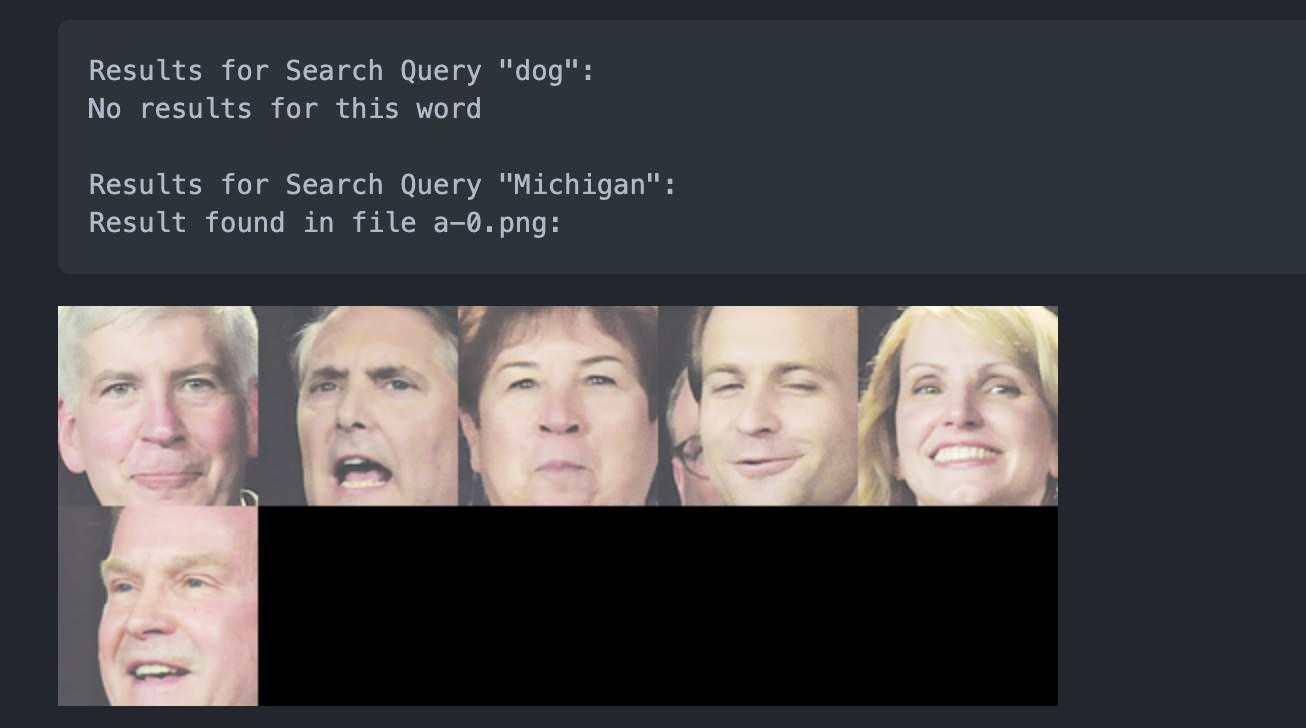 Results for Search Query "dog":
No results for this word
Results for Search Query "Michigan":
Result found in file a-0.png: